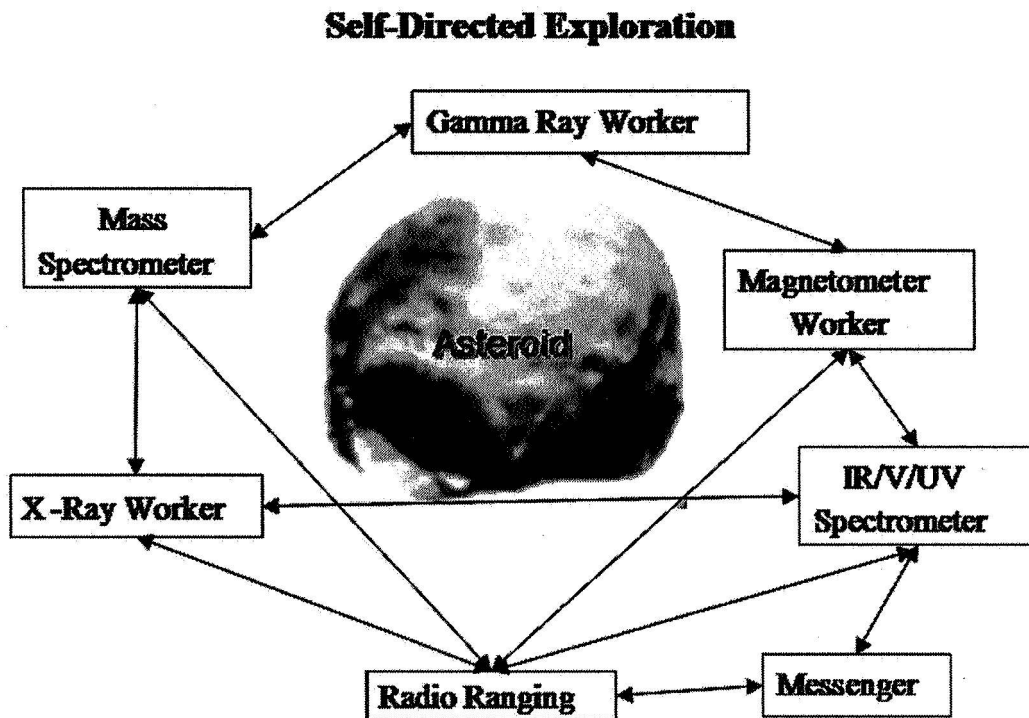 Self-Directed Exploration
Gamma Ray Worker
Mass
Spectrometer
Magnetometer
Worker
Asteroid
X -Ray Worker
IR/V/UV
Spectrometer
Radio Ranging
Messenger